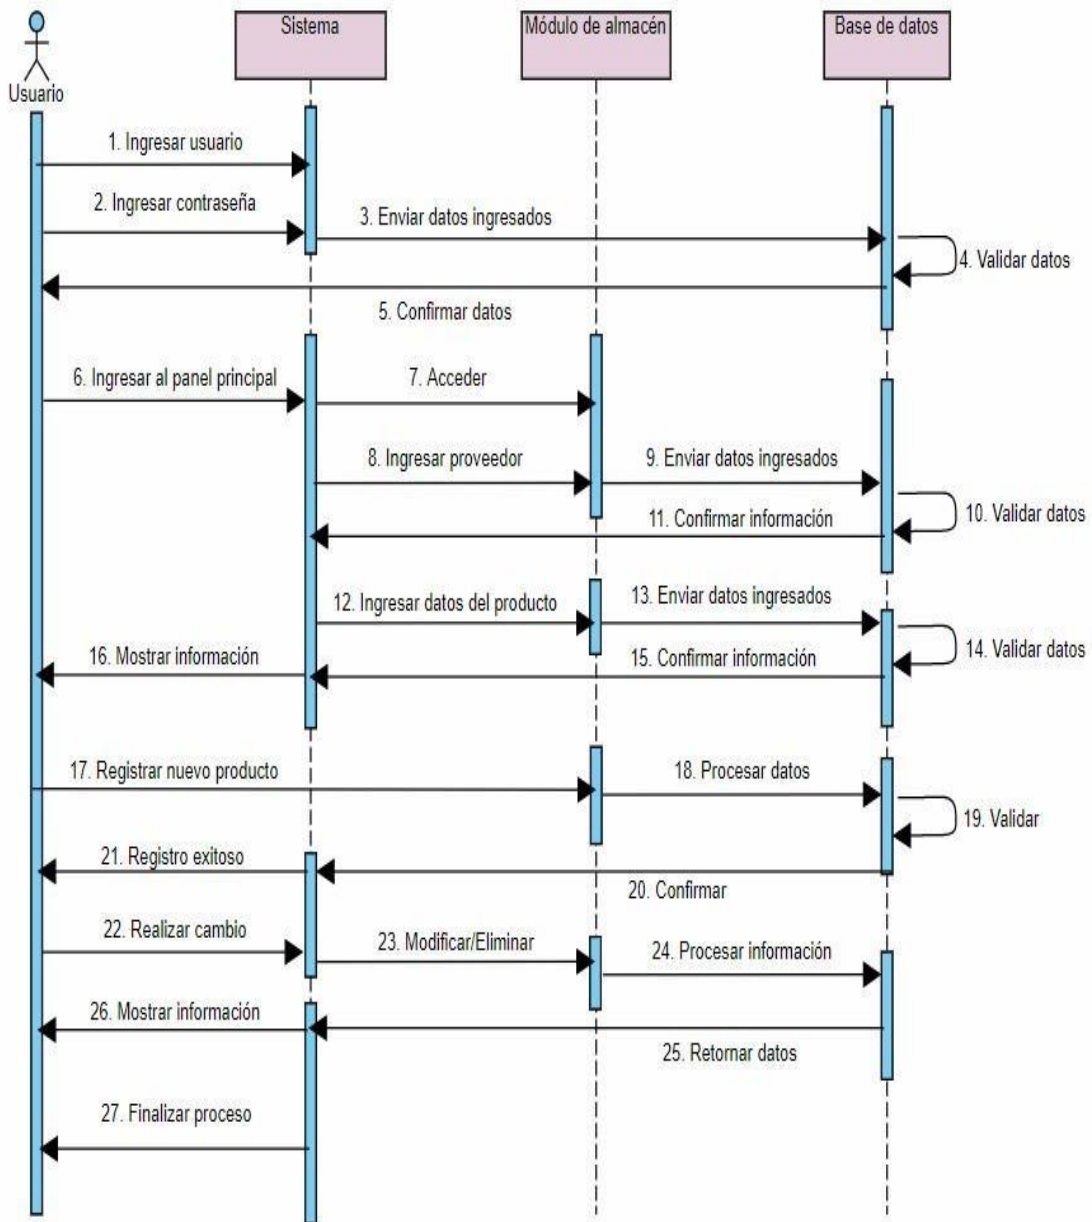 Sistema
Módulo de almacén
Base de datos
Usuario
1. Ingresar usuario
2. Ingresar contraseña
3. Enviar datos ingresados
4. Validar datos
5. Confirmar datos
6. Ingresar al panel principal
7. Acceder
8. Ingresar proveedor
9. Enviar datos ingresados
10. Validar datos
11. Confirmar información
12. Ingresar datos del producto
13. Enviar datos ingresados
14. Validar datos
15. Confirmar información
16. Mostrar información
17. Registrar nuevo producto
18. Procesar datos
19. Validar
20. Confirmar
21. Registro exitoso
22. Realizar cambio
23. Modificar/Eliminar
24. Procesar información
25. Retornar datos
26. Mostrar información
27. Finalizar proceso